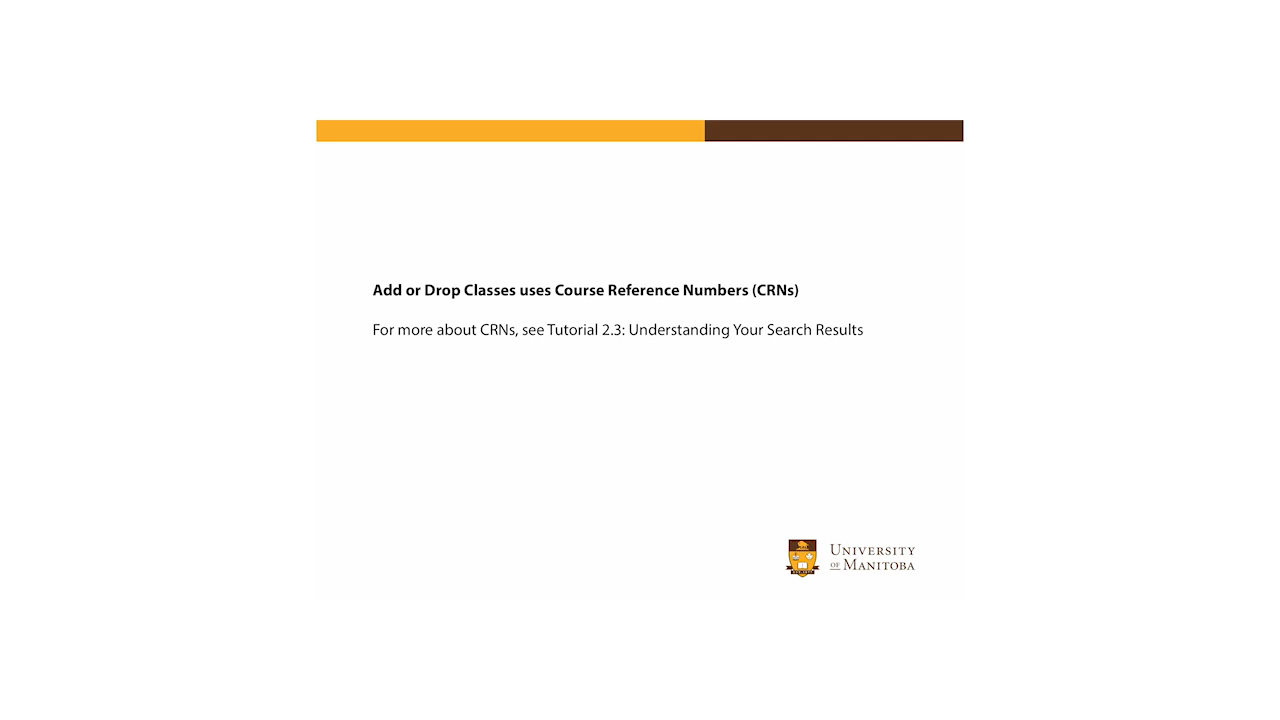 Add or Drop Classes uses Course Reference Numbers (CRNs)
For more about CRNs, see Tutorial 2.3: Understanding Your Search Results
UNIVERSITY
OF MANITOBA